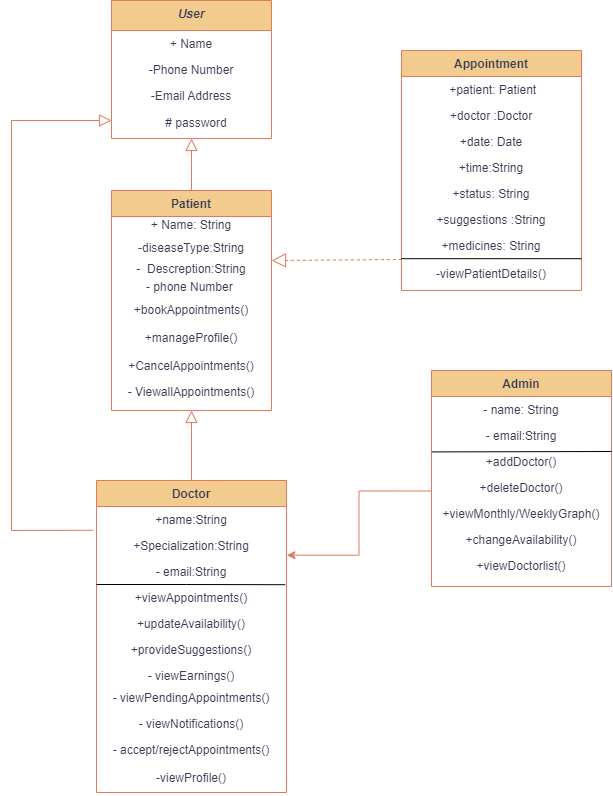 User
+ Name
-Phone Number
-Email Address
# password
Appointment
+patient: Patient
+doctor :Doctor
+date: Date
+time:String
+status: String
+suggestions :String
+medicines: String
-viewPatientDetails()
Patient
+ Name: String
-diseaseType:String
- Descreption:String
- phone Number
+bookAppointments()
+manageProfile()
+CancelAppointments()
- ViewallAppointments()
Admin
- name: String
- email:String
+addDoctor()
+deleteDoctor()
+viewMonthly/WeeklyGraph()
+changeAvailability()
+viewDoctorlist()
Doctor
+name:String
+Specialization:String
- email:String
+viewAppointments()
+updateAvailability()
+provideSuggestions()
- viewEarnings()
- viewPendingAppointments()
- viewNotifications()
- accept/rejectAppointments()
-viewProfile()